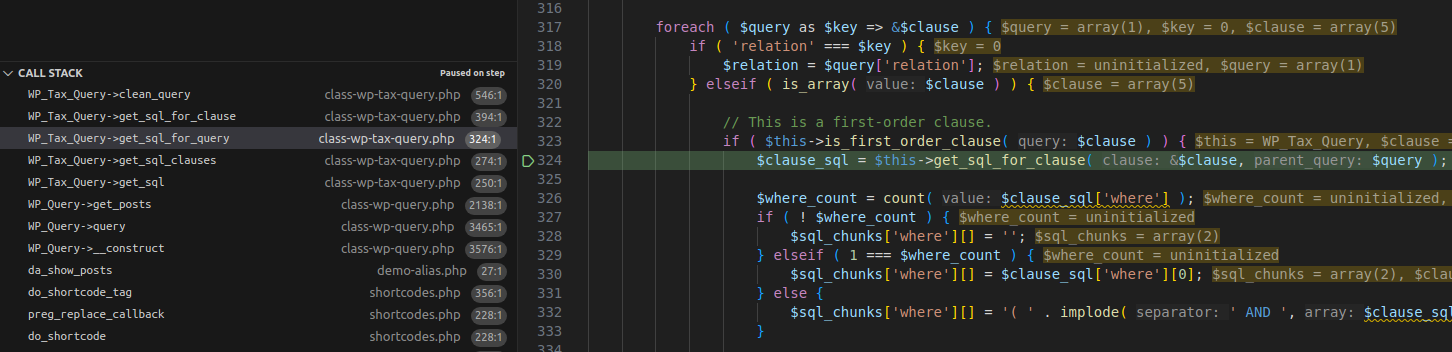 CALL STACK Paused on step
WP_Tax_Query->clean_query class-wp-tax-query.php 546:1
WP_Tax_Query->get_sql_for_clause class-wp-tax-query.php 394:1
WP_Tax_Query->get_sql_for_query class-wp-tax-query.php 324:1
WP_Tax_Query->get_sql_clauses class-wp-tax-query.php 274:1
WP_Tax_Query->get_sql class-wp-tax-query.php 250:1
WP_Query->get_posts class-wp-query.php 2138:1
WP_Query->query class-wp-query.php 3465:1
WP_Query->__construct class-wp-query.php 3576:1
da_show_posts demo-alias.php 27:1
do_shortcode_tag shortcodes.php 356:1
preg_replace_callback shortcodes.php 228:1
do_shortcode shortcodes.php 228:1
316
317 foreach ( $query as $key => &$clause ) { $query = array(1), $key = 0, $clause = array(5)
318 if ( 'relation' === $key ) { $key = 0
319 $relation = $query['relation']; $relation = uninitialized, $query = array(1)
320 } elseif ( is_array( value: $clause ) ) { $clause = array(5)
321
322 // This is a first-order clause.
323 if ( $this->is_first_order_clause( query: $clause ) ) { $this = WP_Tax_Query, $clause =
324 $clause_sql = $this->get_sql_for_clause( clause: &$clause, parent_query: $query );
325
326 $where_count = count( value: $clause_sql['where'] ); $where_count = uninitialized,
327 if ( ! $where_count ) { $where_count = uninitialized
328 $sql_chunks['where'][] = ''; $sql_chunks = array(2)
329 } elseif ( 1 === $where_count ) { $where_count = uninitialized
330 $sql_chunks['where'][] = $clause_sql['where'][0]; $sql_chunks = array(2), $clau
331 } else {
332 $sql_chunks['where'][] = '( ' . implode( separator: ' AND ', array: $clause_sql
333 }
334